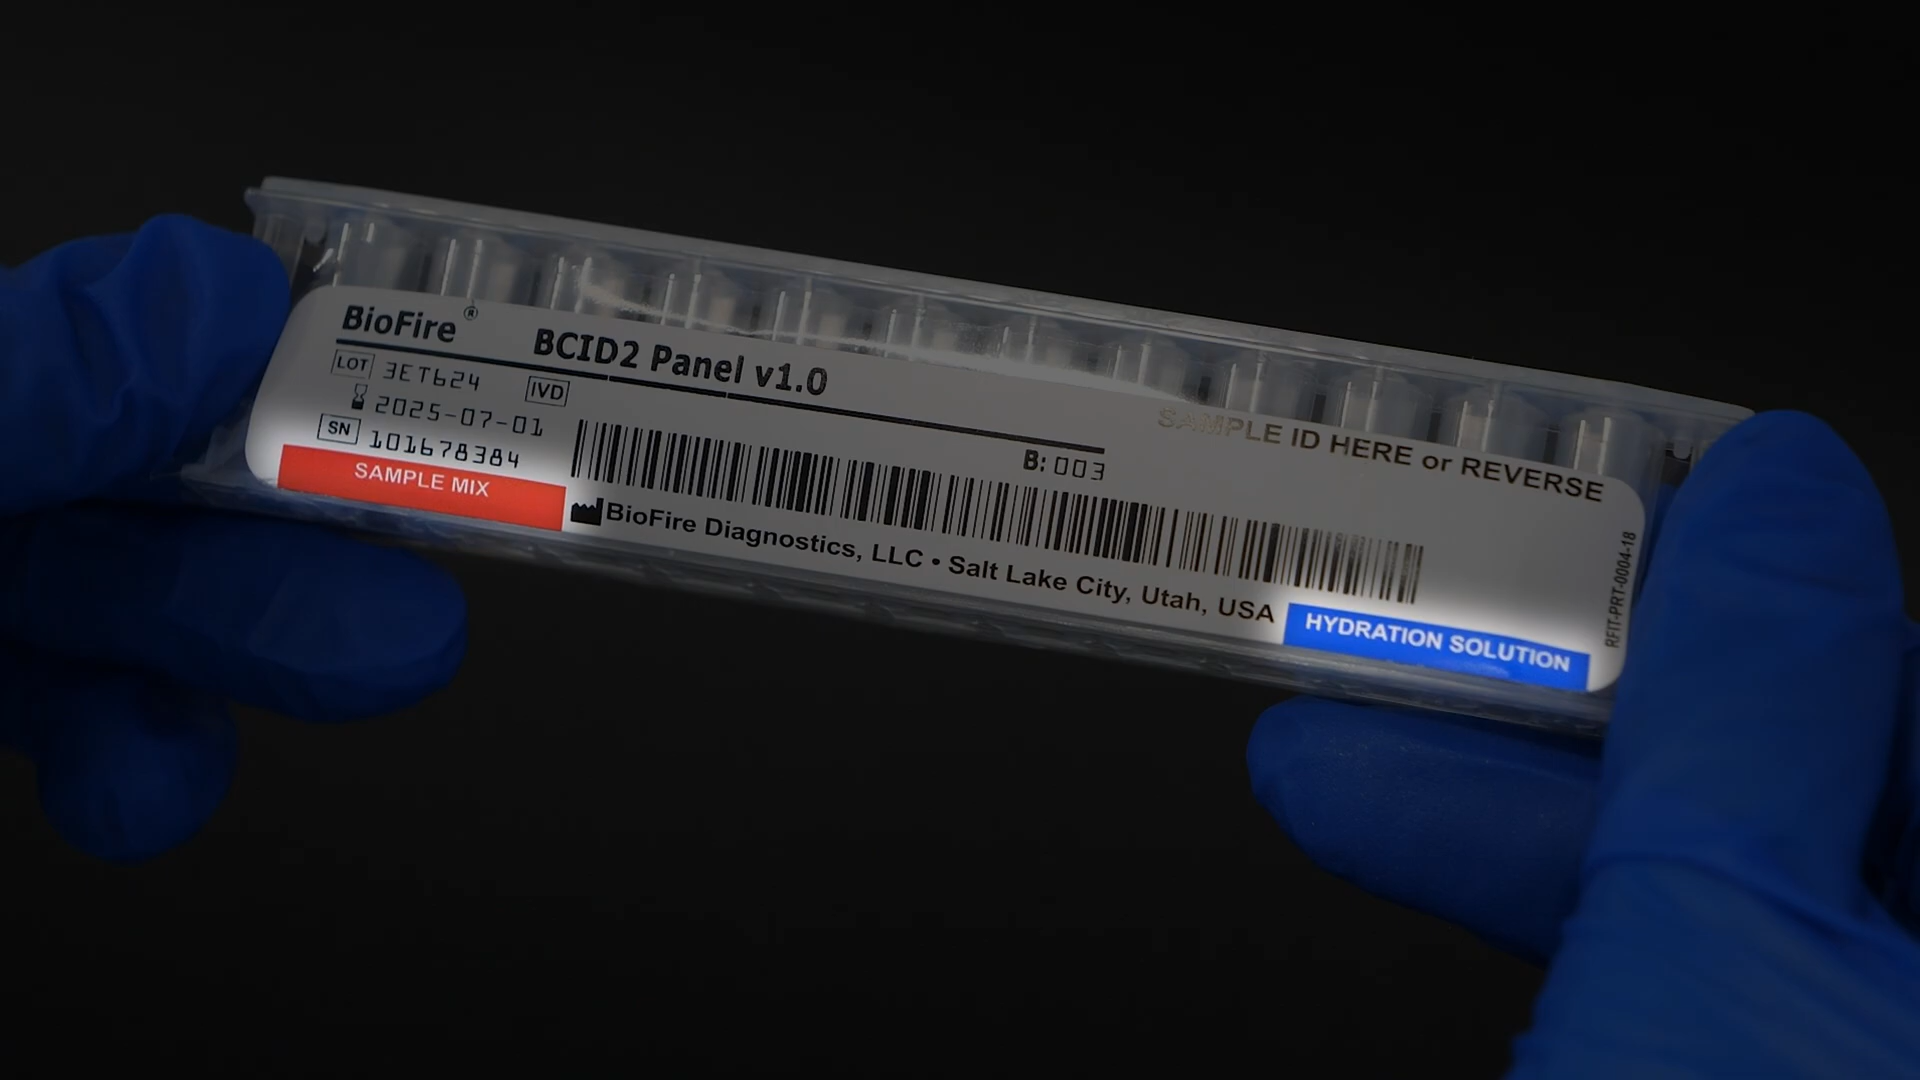 BioFire® BCID2 Panel v1.0
LOT 3ET624 IVD
2025-07-01
SN 101678384
SAMPLE MIX
B: 003
SAMPLE ID HERE or REVERSE
BioFire Diagnostics, LLC • Salt Lake City, Utah, USA
HYDRATION SOLUTION
RFIT-PRT-0004-18